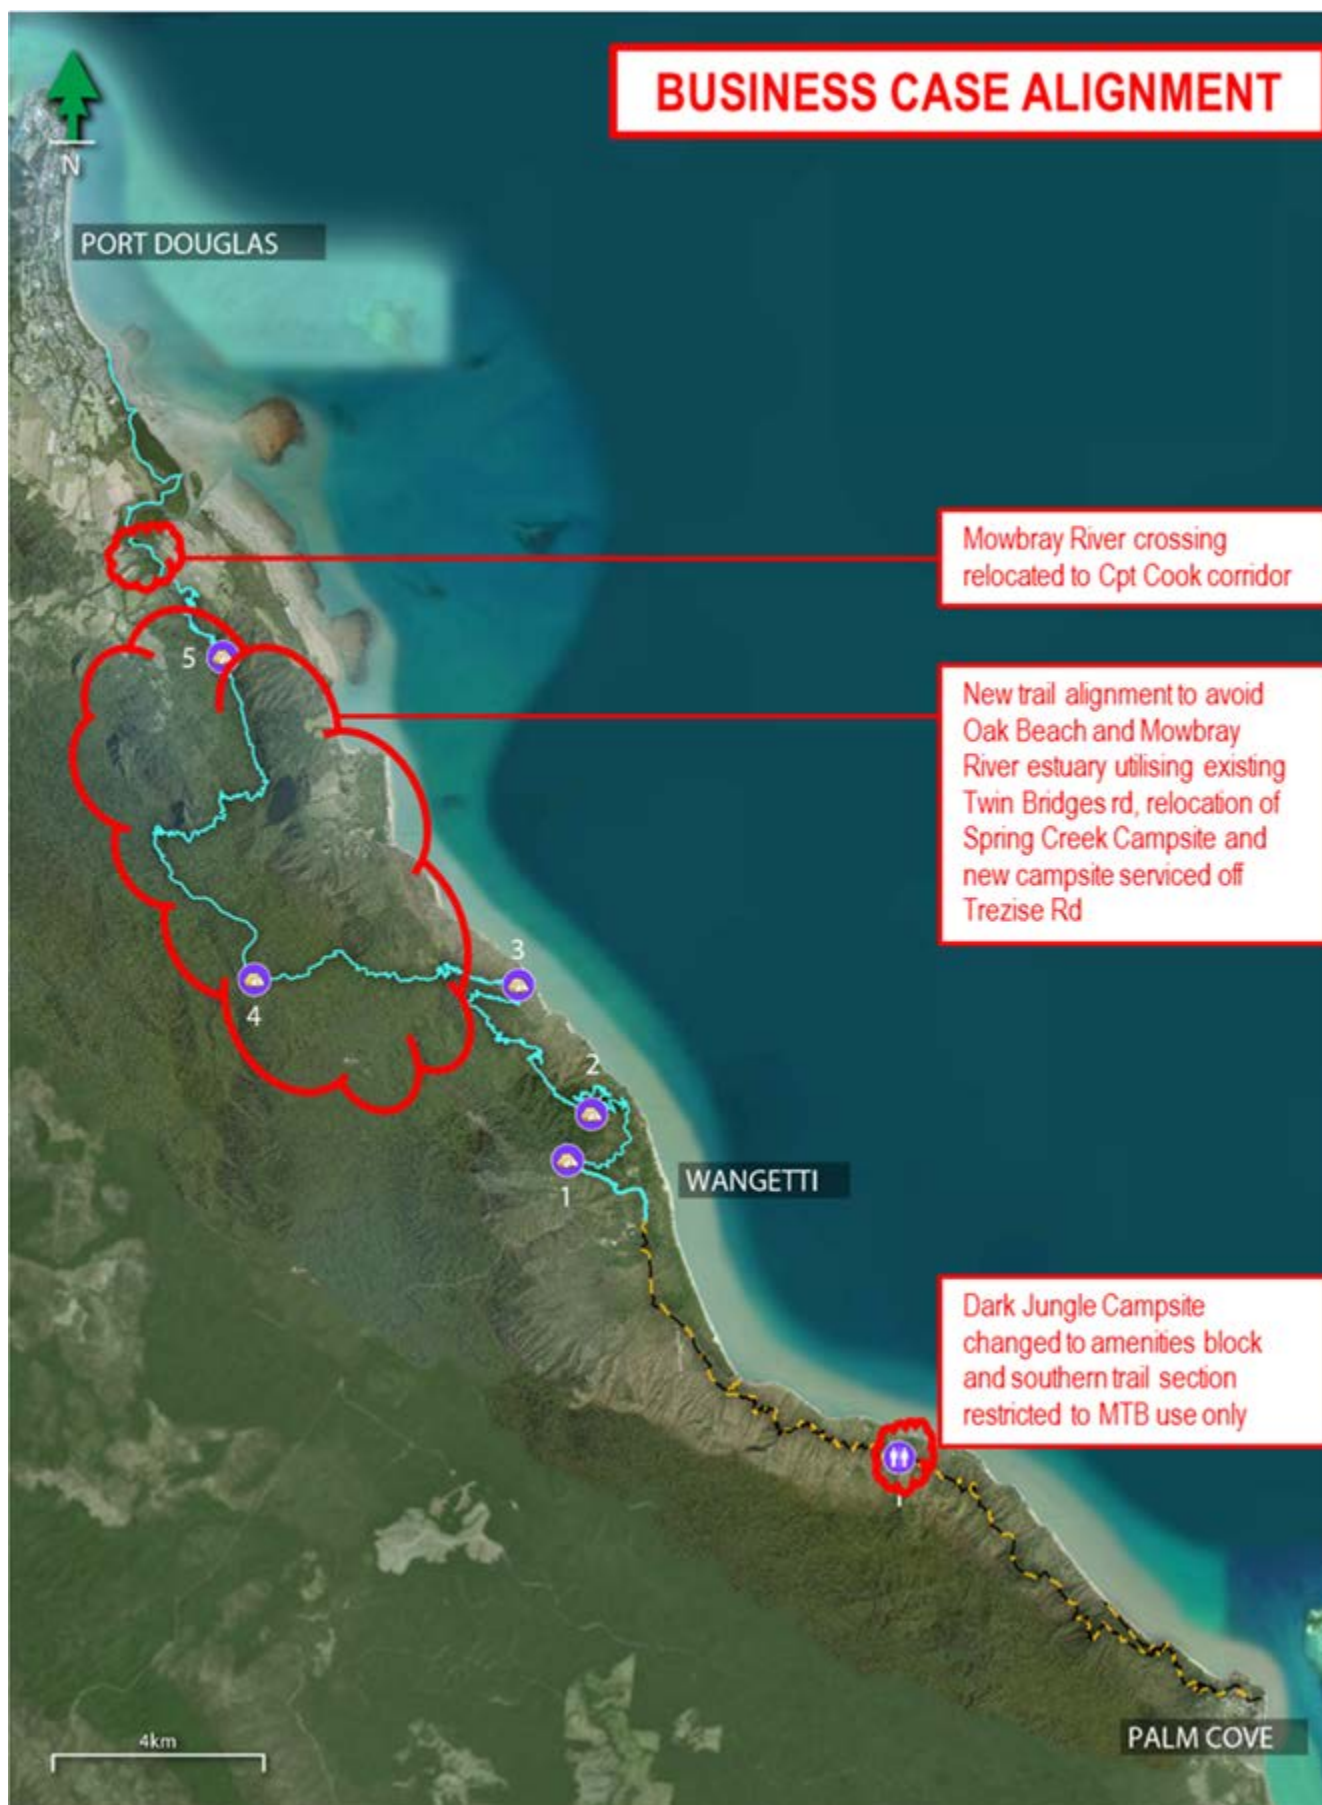 BUSINESS CASE ALIGNMENT
N
PORT DOUGLAS
Mowbray River crossing
relocated to Cpt Cook corridor
5
New trail alignment to avoid
Oak Beach and Mowbray
River estuary utilising existing
Twin Bridges rd, relocation of
Spring Creek Campsite and
new campsite serviced off
Trezise Rd
3
4
2
1
WANGETTI
Dark Jungle Campsite
changed to amenities block
and southern trail section
restricted to MTB use only
4km
PALM COVE